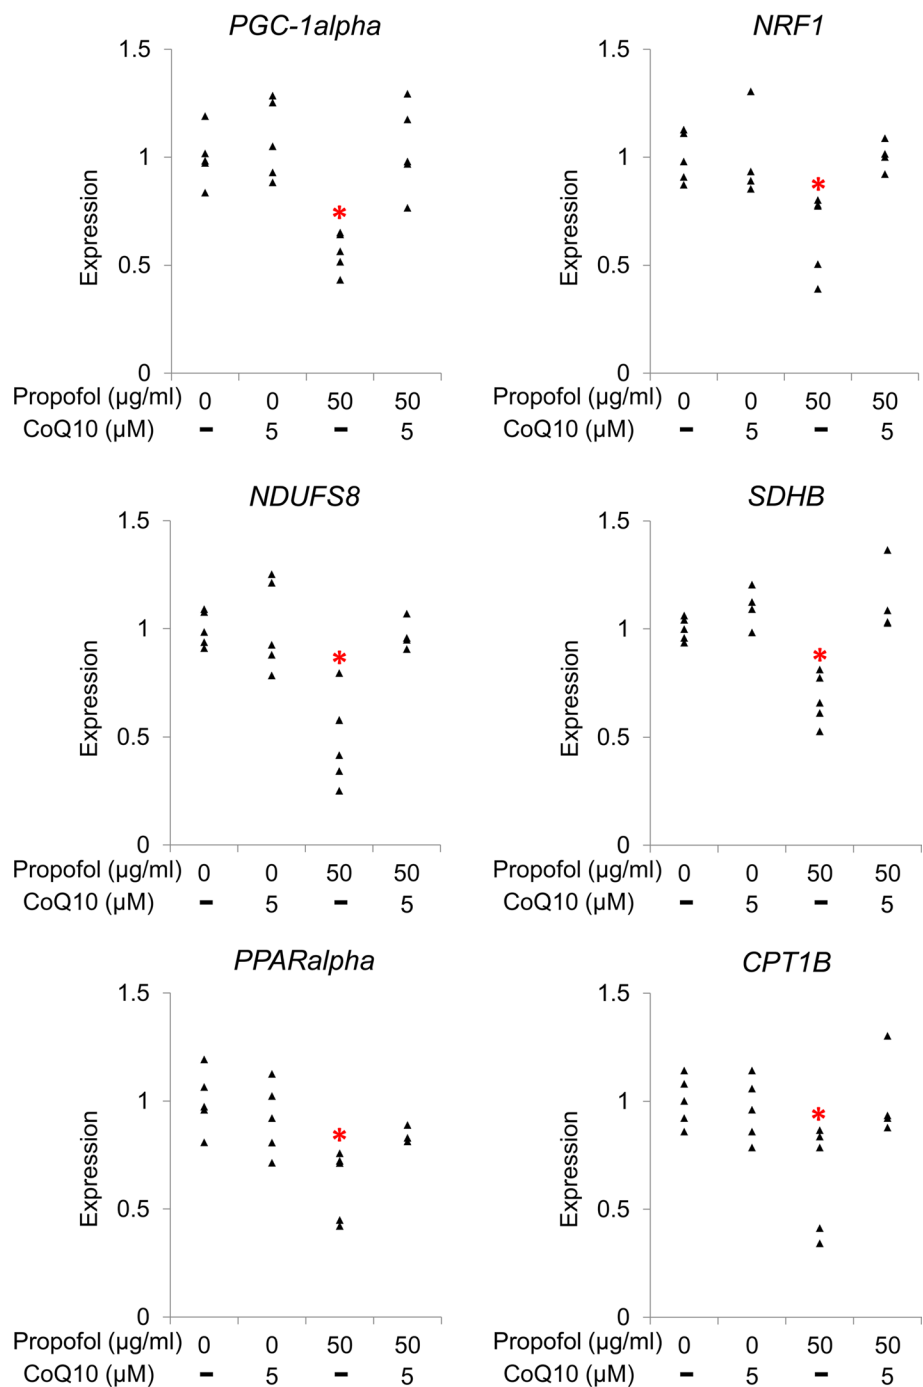 PGC-1alpha
1.5
1
0.5
0
Expression
Propofol (μg/ml) 0 0 50 50
CoQ10 (μM) - 5 - 5
NRF1
1.5
1
0.5
0
Expression
Propofol (μg/ml) 0 0 50 50
CoQ10 (μM) - 5 - 5
NDUFS8
1.5
1
0.5
0
Expression
Propofol (μg/ml) 0 0 50 50
CoQ10 (μM) - 5 - 5
SDHB
1.5
1
0.5
0
Expression
Propofol (μg/ml) 0 0 50 50
CoQ10 (μM) - 5 - 5
PPARalpha
1.5
1
0.5
0
Expression
Propofol (μg/ml) 0 0 50 50
CoQ10 (μM) - 5 - 5
CPT1B
1.5
1
0.5
0
Expression
Propofol (μg/ml) 0 0 50 50
CoQ10 (μM) - 5 - 5